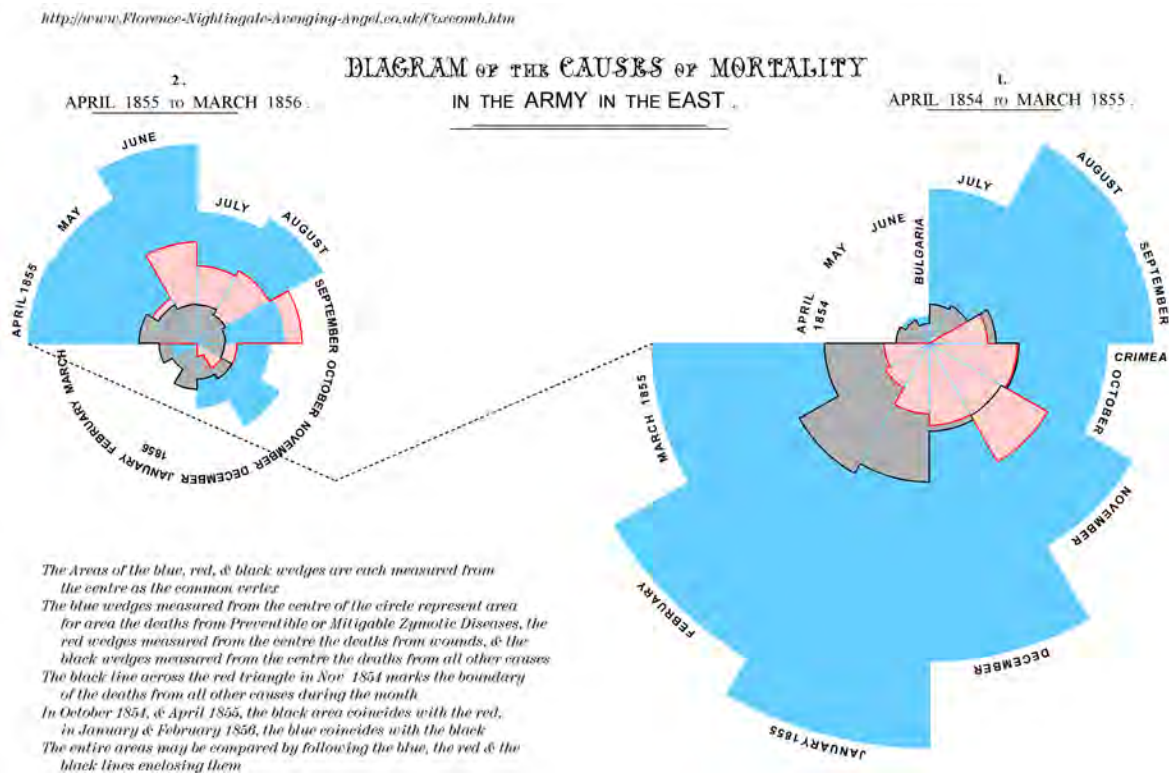 http://www.Florence-Nightingale-Avenging-Angel.co.uk/Coxcomb.htm
DIAGRAM OF THE CAUSES OF MORTALITY
IN THE ARMY IN THE EAST .
2.
APRIL 1855 TO MARCH 1856 .
1.
APRIL 1854 TO MARCH 1855 .
APRIL 1855
MAY
JUNE
JULY
AUGUST
SEPTEMBER
OCTOBER
NOVEMBER
DECEMBER
JANUARY
1856
FEBRUARY
MARCH
APRIL
1854
MAY
JUNE
BULGARIA
JULY
AUGUST
SEPTEMBER
CRIMEA
OCTOBER
NOVEMBER
DECEMBER
JANUARY 1855
FEBRUARY
MARCH 1855
The Areas of the blue, red, & black wedges are each measured from
the centre as the common vertex
The blue wedges measured from the centre of the circle represent area
for area the deaths from Preventible or Mitigable Zymotic Diseases, the
red wedges measured from the centre the deaths from wounds, & the
black wedges measured from the centre the deaths from all other causes
The black line across the red triangle in Nov 1854 marks the boundary
of the deaths from all other causes during the month
In October 1854, & April 1855, the black area coincides with the red,
in January & February 1856, the blue coincides with the black
The entire areas may be compared by following the blue, the red & the
black lines enclosing them